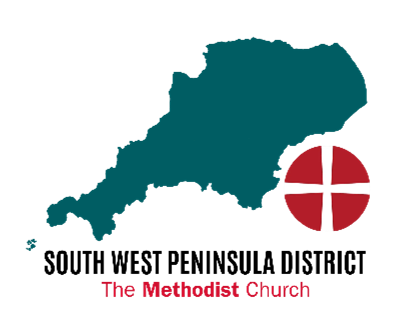 SOUTH WEST PENINSULA DISTRICT
The Methodist Church